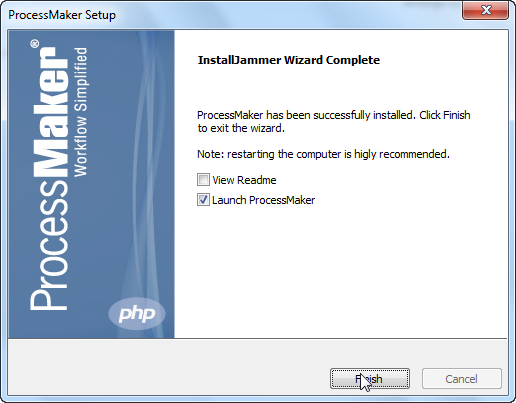 ProcessMaker Setup
ProcessMaker®
Workflow Simplified
php
InstallJammer Wizard Complete
ProcessMaker has been successfully installed. Click Finish
to exit the wizard.
Note: restarting the computer is higly recommended.
View Readme
Launch ProcessMaker
Finish
Cancel